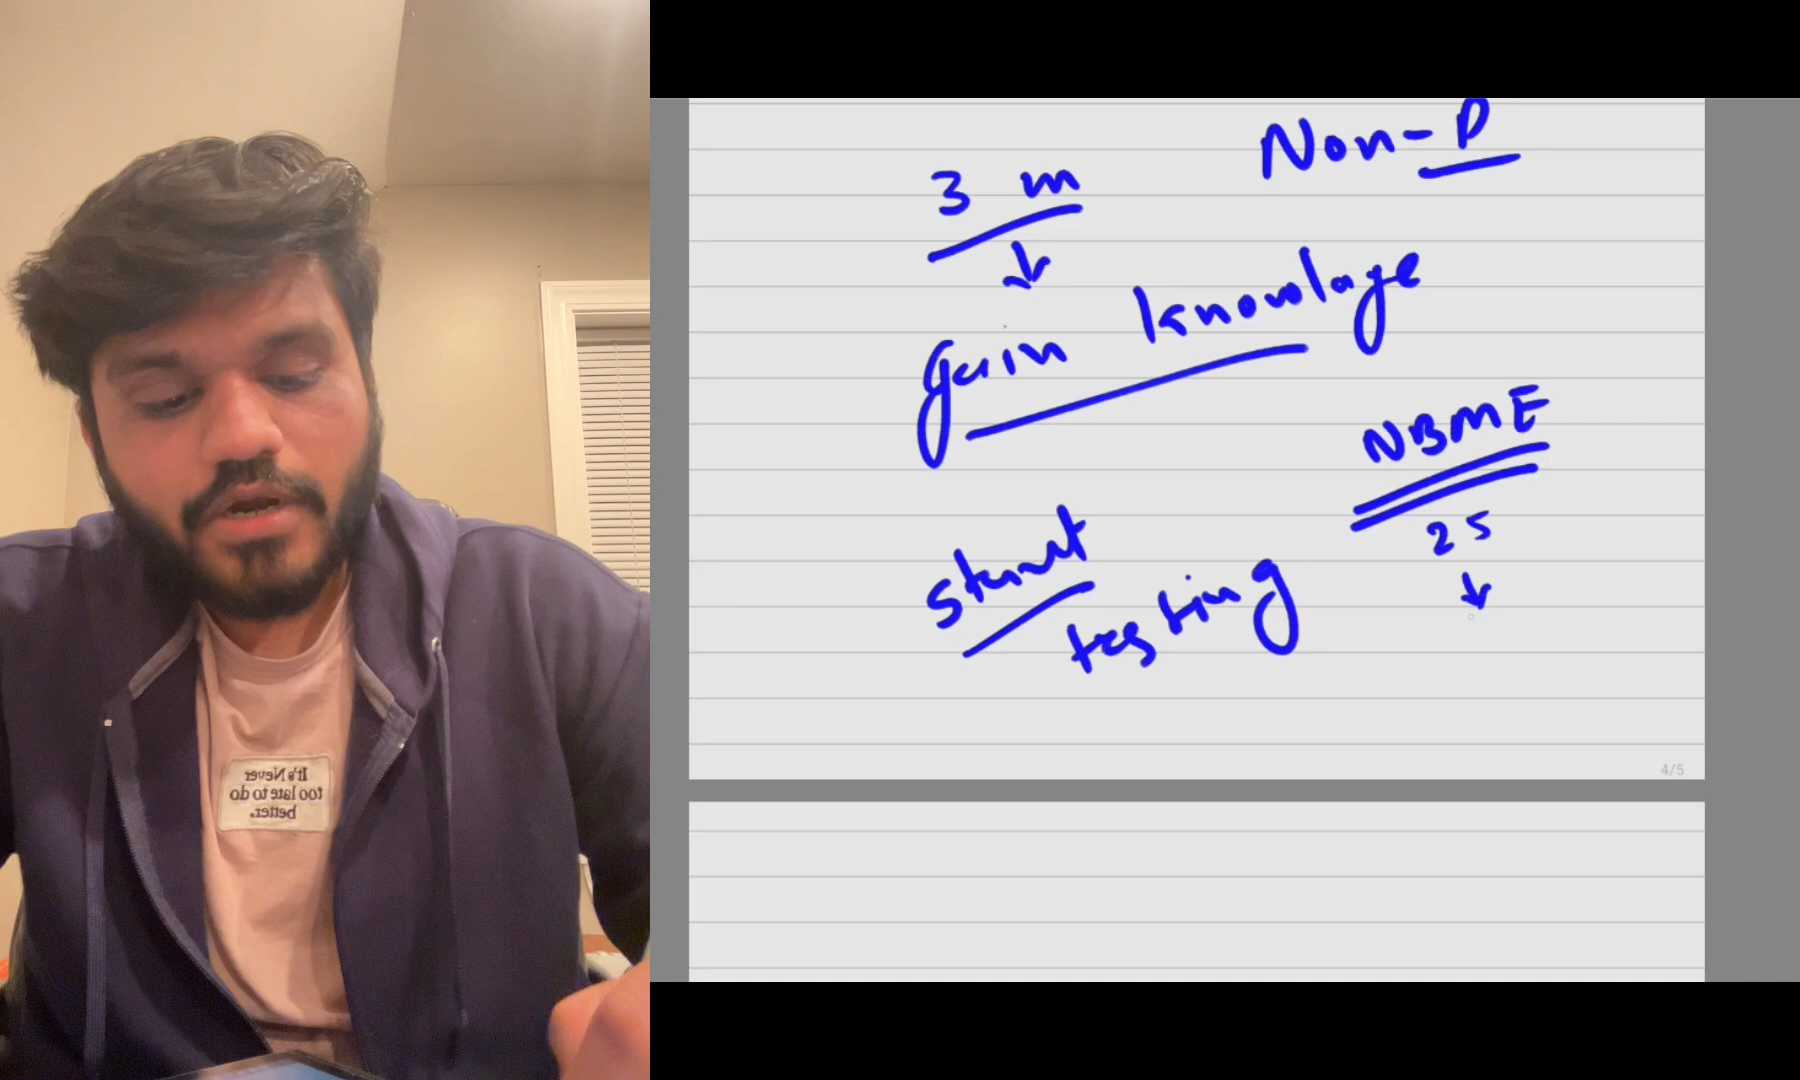 Non-P
3 m
gain knowlage
NBME
25
start
testing
4/5
It's Never
too late to do
better.